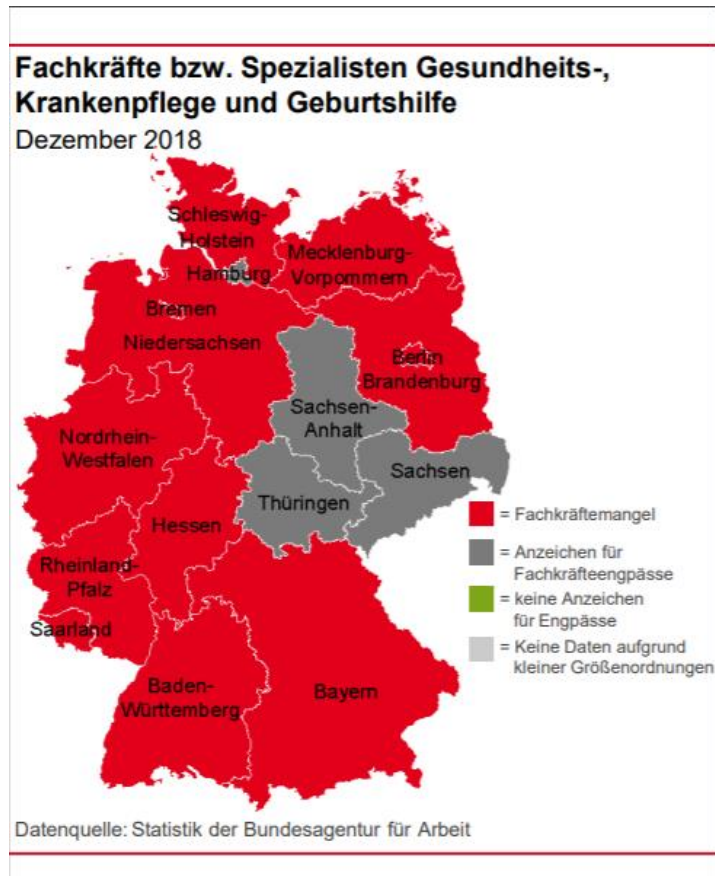 Fachkräfte bzw. Spezialisten Gesundheits-,
Krankenpflege und Geburtshilfe
Dezember 2018
Schleswig-
Holstein
Mecklenburg-
Vorpommern
Hamburg
Bremen
Niedersachsen
Berlin
Brandenburg
Sachsen-
Anhalt
Nordrhein-
Westfalen
Sachsen
Thüringen
Hessen
Rheinland-
Pfalz
Saarland
Baden-
Württemberg
Bayern
= Fachkräftemangel
= Anzeichen für
Fachkräfteengpässe
= keine Anzeichen
für Engpässe
= Keine Daten aufgrund
kleiner Größenordnungen
Datenquelle: Statistik der Bundesagentur für Arbeit